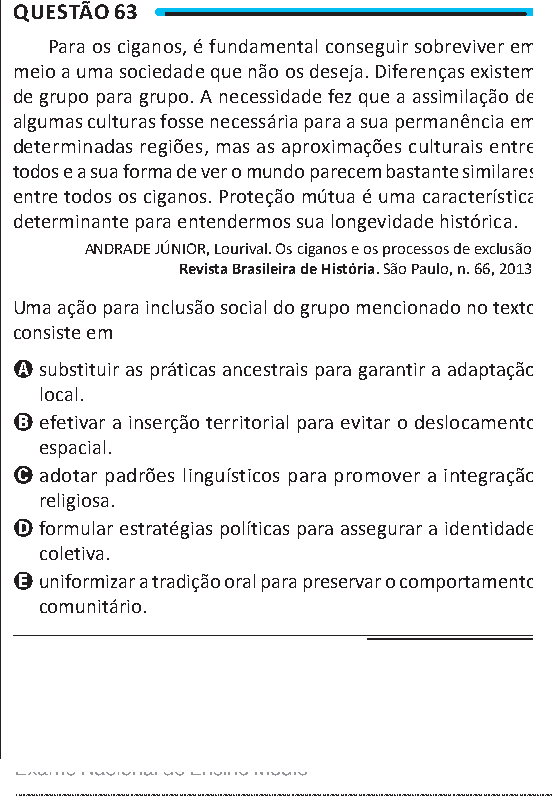 QUESTÃO 63
Para os ciganos, é fundamental conseguir sobreviver em
meio a uma sociedade que não os deseja. Diferenças existem
de grupo para grupo. A necessidade fez que a assimilação de
algumas culturas fosse necessária para a sua permanência em
determinadas regiões, mas as aproximações culturais entre
todos e a sua forma de ver o mundo parecem bastante similares
entre todos os ciganos. Proteção mútua é uma característica
determinante para entendermos sua longevidade histórica.
ANDRADE JÚNIOR, Lourival. Os ciganos e os processos de exclusão
Revista Brasileira de História. São Paulo, n. 66, 2013
Uma ação para inclusão social do grupo mencionado no texto
consiste em
A substituir as práticas ancestrais para garantir a adaptação
local.
B efetivar a inserção territorial para evitar o deslocamento
espacial.
C adotar padrões linguísticos para promover a integração
religiosa.
D formular estratégias políticas para assegurar a identidade
coletiva.
E uniformizar a tradição oral para preservar o comportamento
comunitário.
Exame Nacional do Ensino Médio